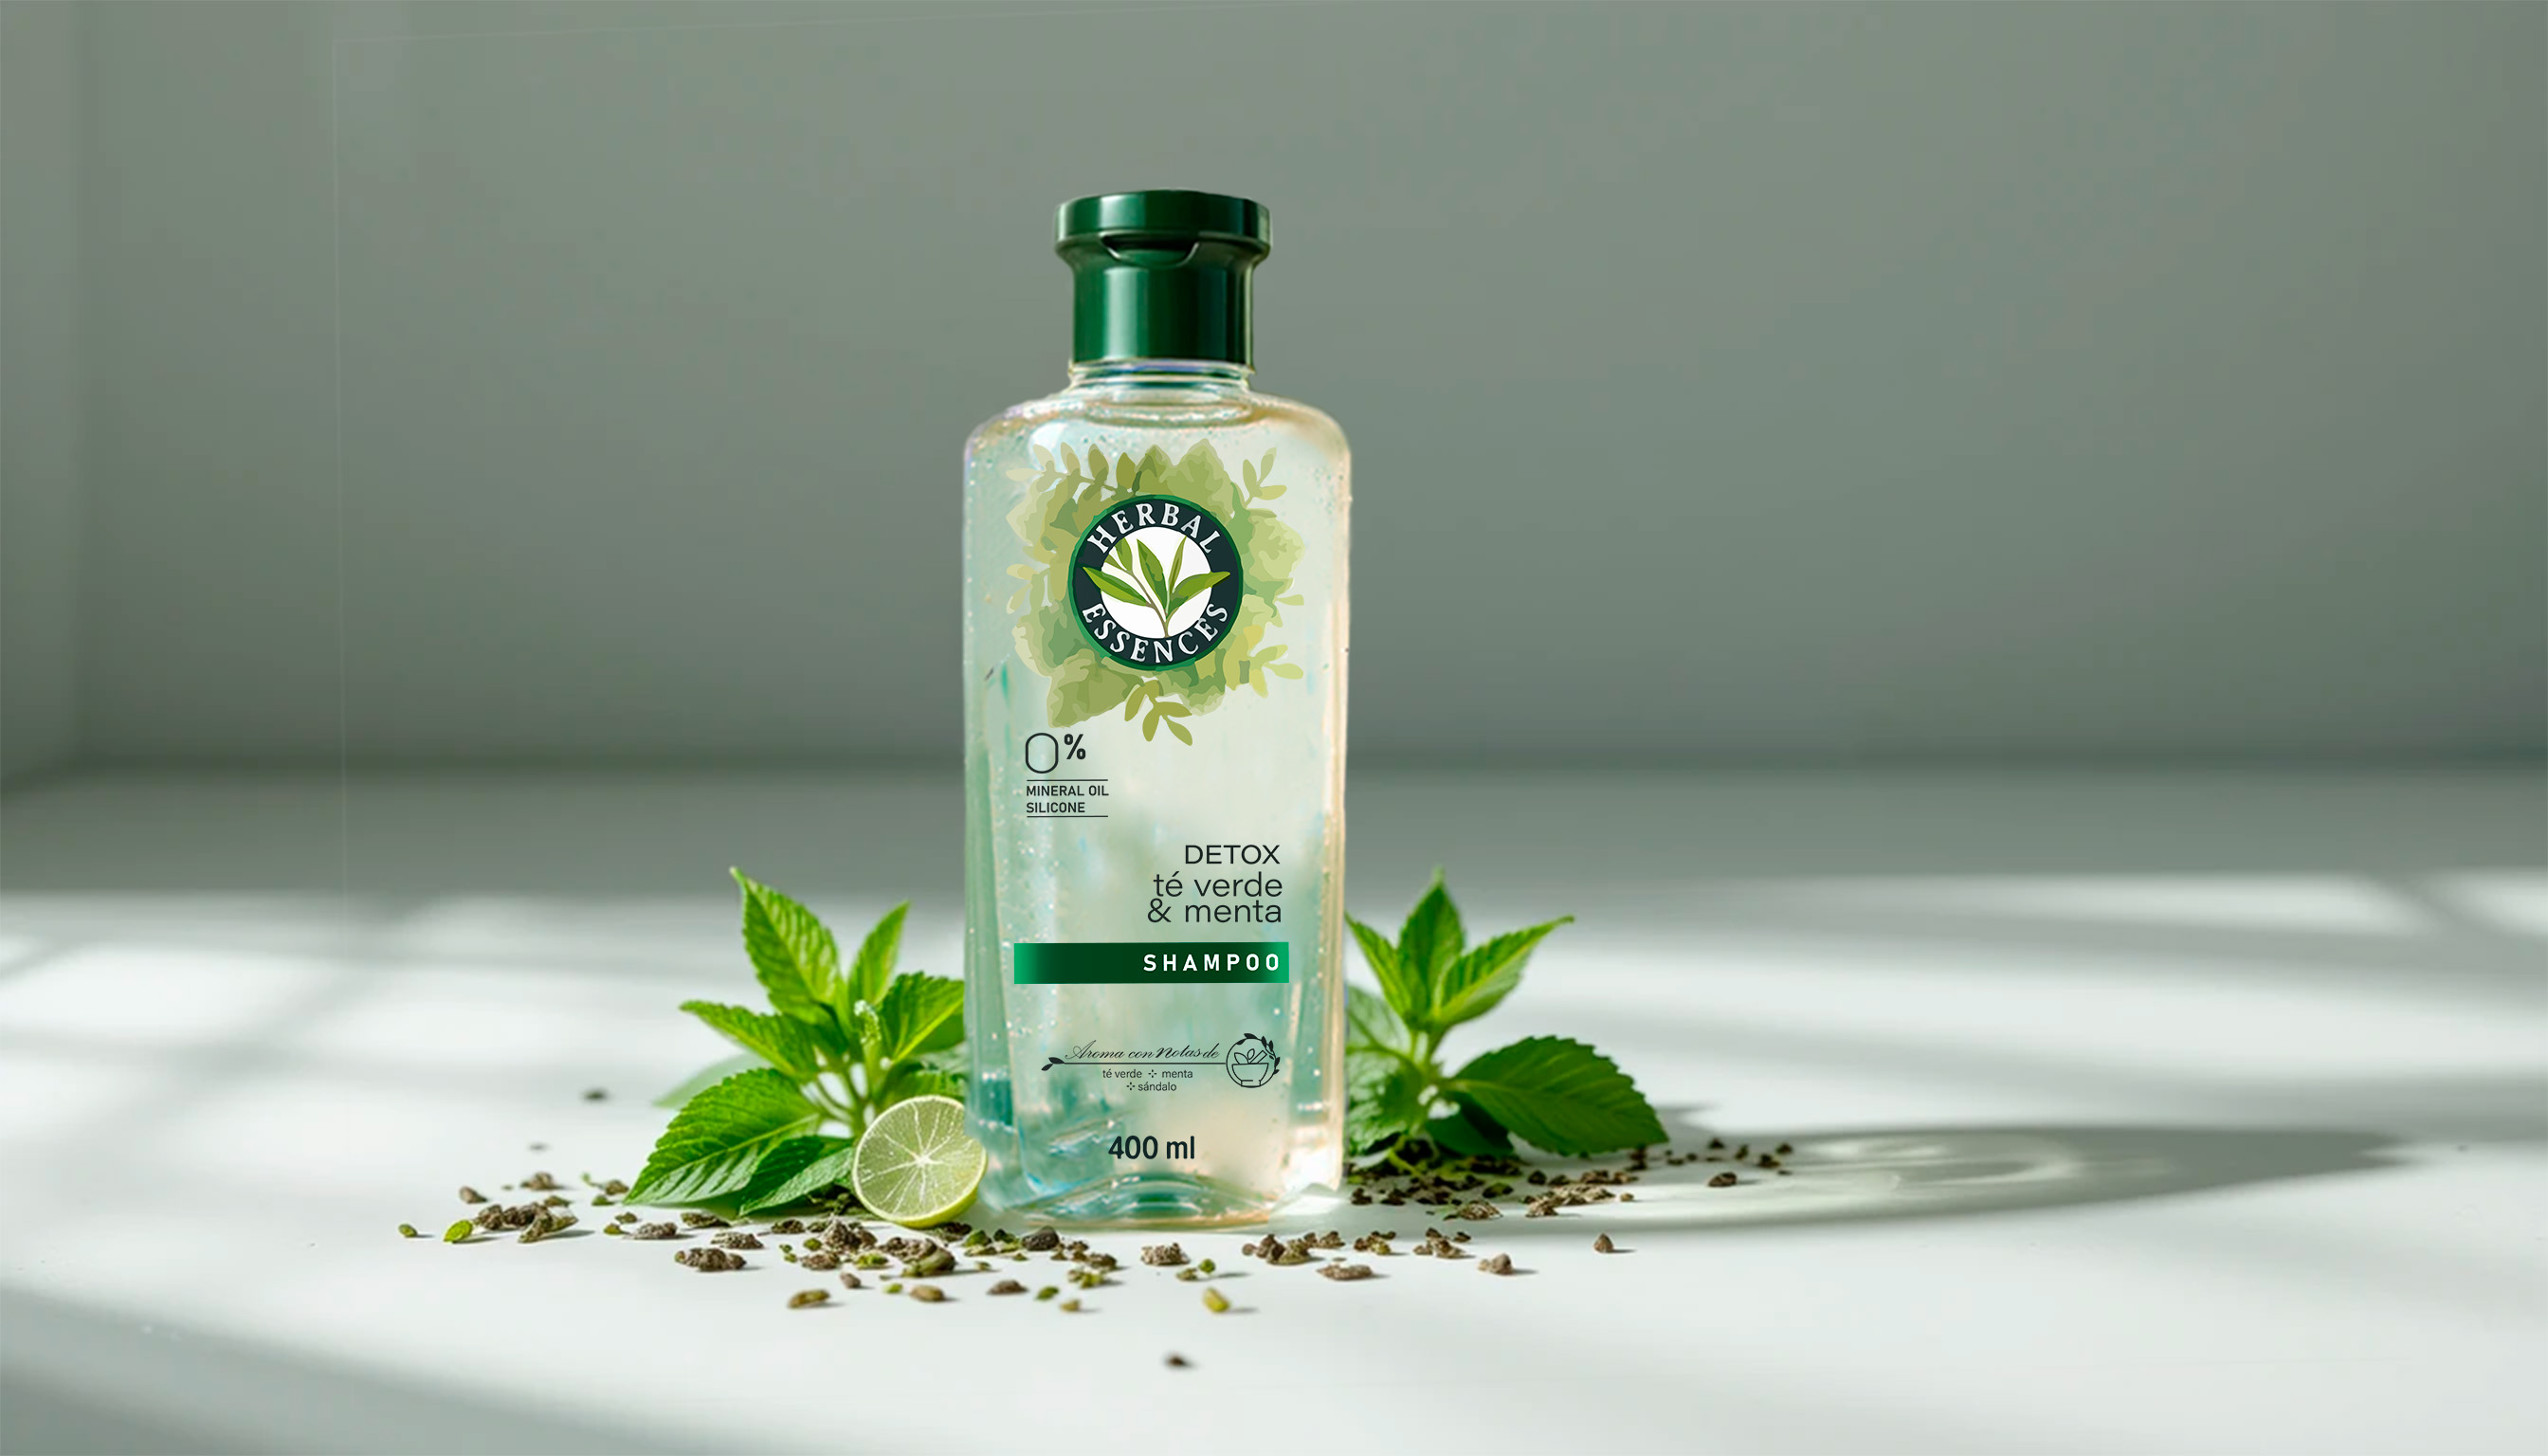 HERBAL
ESSENCES
0%
MINERAL OIL
SILICONE
DETOX
té verde
& menta
SHAMPOO
Aroma con notas de
té verde ⊹ menta
⊹ sándalo
400 ml